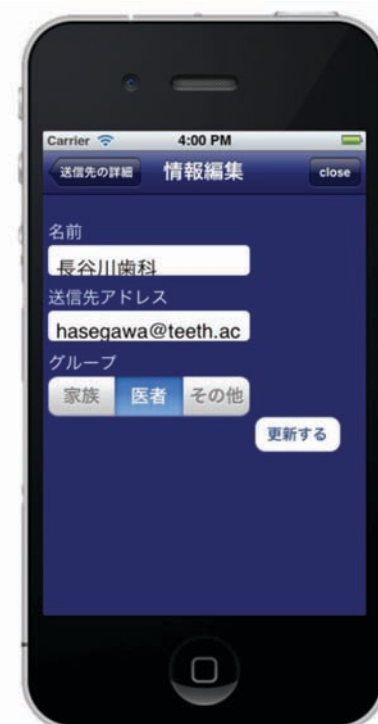 Carrier 4:00 PM
送信先の詳細 情報編集 close
名前
長谷川歯科
送信先アドレス
hasegawa@teeth.ac
グループ
家族 医者 その他
更新する